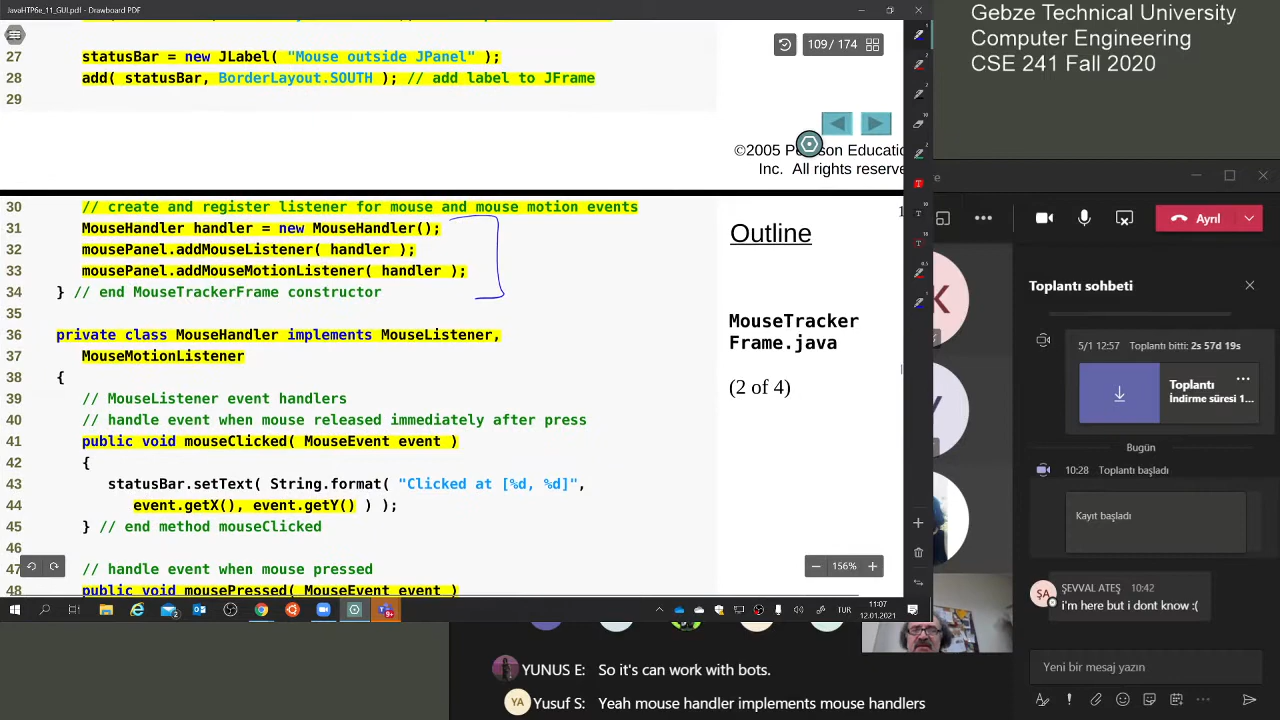 JavaHTP6e_11_GUI.pdf - Drawboard PDF
Gebze Technical University
Computer Engineering
CSE 241 Fall 2020
27 statusBar = new JLabel( "Mouse outside JPanel" );
28 add( statusBar, BorderLayout.SOUTH ); // add label to JFrame
29
109 / 174
©2005 P son Educatio
Inc. All rights reserve
30 // create and register listener for mouse and mouse motion events
31 MouseHandler handler = new MouseHandler();
32 mousePanel.addMouseListener( handler );
33 mousePanel.addMouseMotionListener( handler );
34 } // end MouseTrackerFrame constructor
35
36 private class MouseHandler implements MouseListener,
37 MouseMotionListener
38 {
39 // MouseListener event handlers
40 // handle event when mouse released immediately after press
41 public void mouseClicked( MouseEvent event )
42 {
43 statusBar.setText( String.format( "Clicked at [%d, %d]",
44 event.getX(), event.getY() ) );
45 } // end method mouseClicked
46
47 // handle event when mouse pressed
48 public void mousePressed( MouseEvent event )
1
Outline
MouseTracker
Frame.java
(2 of 4)
156%
TUR
11:07
12.01.2021
Ayrıl
Toplantı sohbeti
5/1 12:57 Toplantı bitti: 2s 57d 19s
Toplantı
İndirme süresi 1...
Bugün
10:28 Toplantı başladı
Kayıt başladı
ŞA
ŞEVVAL ATEŞ 10:42
i'm here but i dont know :(
Yeni bir mesaj yazın
K
Y
YUNUS E: So it's can work with bots.
YA
Yusuf S: Yeah mouse handler implements mouse handlers